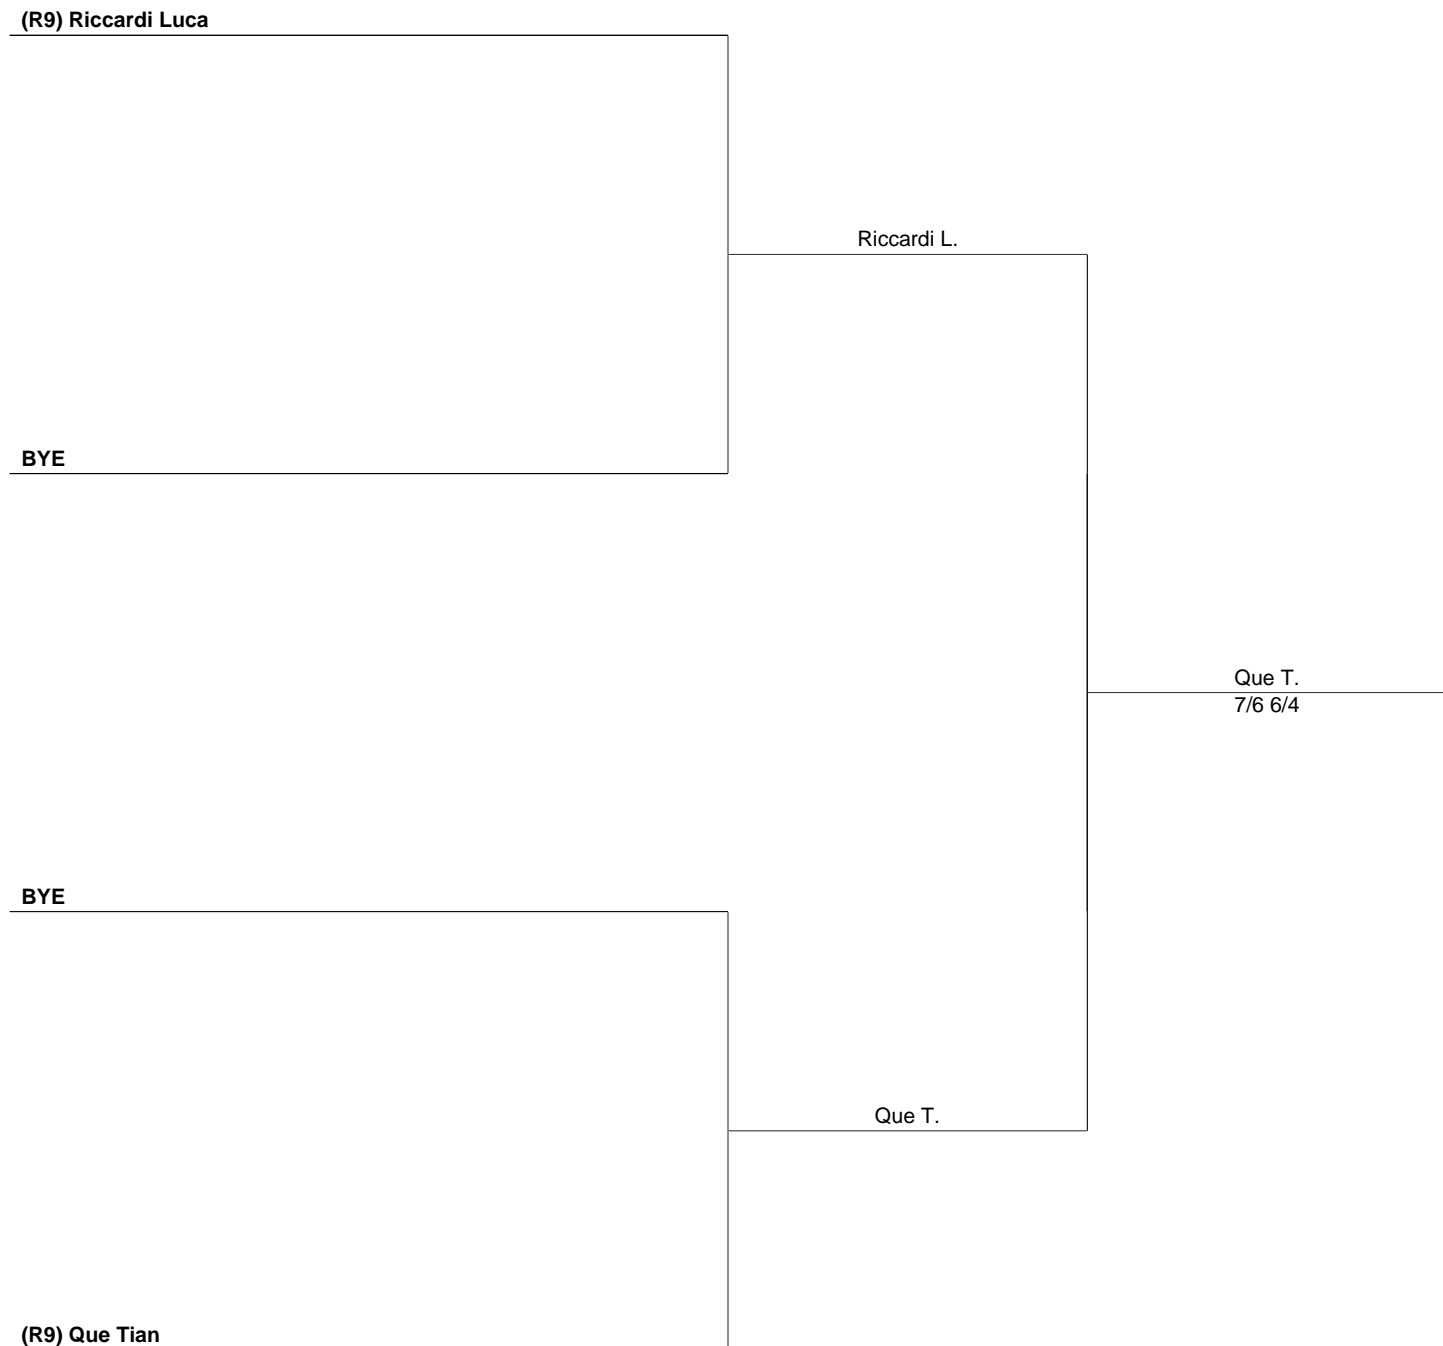 (R9) Riccardi Luca
Riccardi L.
BYE
Que T.
7/6 6/4
BYE
Que T.
(R9) Que Tian